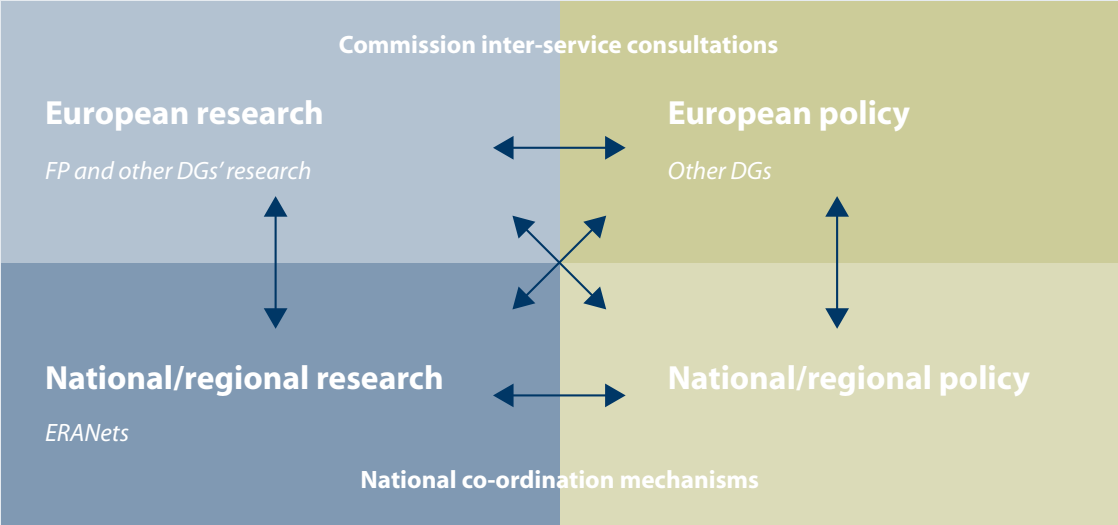 Commission inter-service consultations
European research
European policy
FP and other DGs’ research
Other DGs
National/regional research
National/regional policy
ERANets
National co-ordination mechanisms